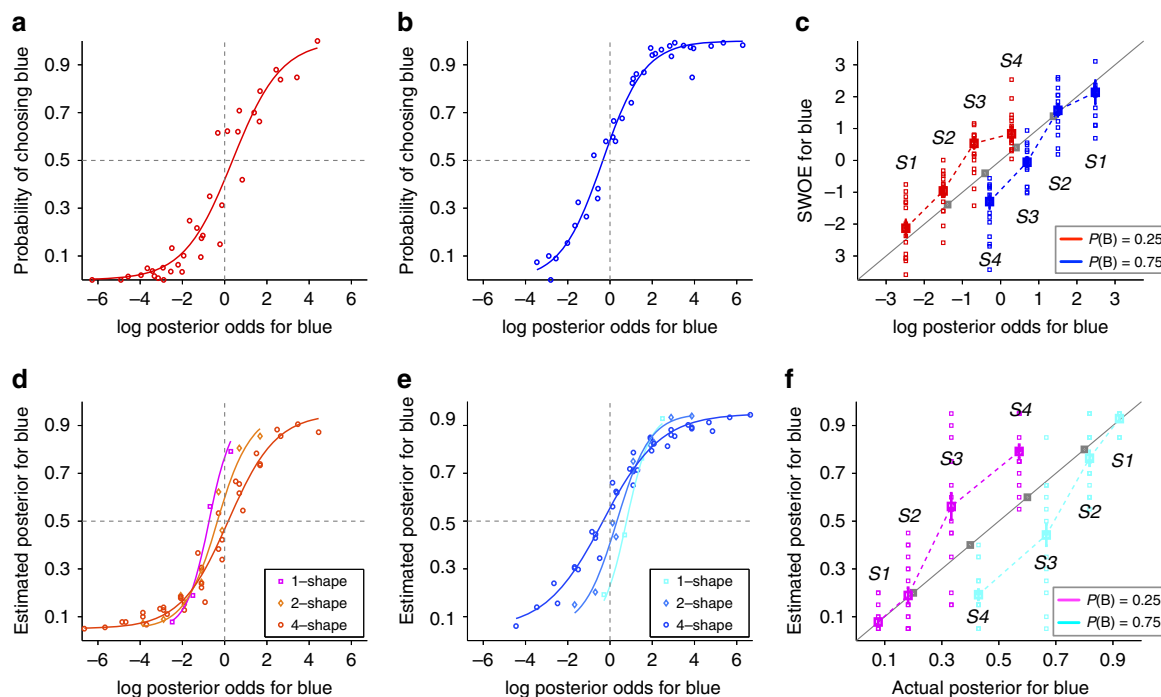 a
b
c
Probability of choosing blue
0.9
0.7
0.5
0.3
0.1
−6 −4 −2 0 2 4 6
log posterior odds for blue
Probability of choosing blue
0.9
0.7
0.5
0.3
0.1
−6 −4 −2 0 2 4 6
log posterior odds for blue
SWOE for blue
3
2
1
0
−1
−2
3
S1
S2
S3
S4
S4
S3
S2
S1
P(B) = 0.25
P(B) = 0.75
−3 −2 −1 0 1 2 3
log posterior odds for blue
d
e
f
Estimated posterior for blue
0.9
0.7
0.5
0.3
0.1
1−shape
2−shape
4−shape
−6 −4 −2 0 2 4 6
log posterior odds for blue
Estimated posterior for blue
0.9
0.7
0.5
0.3
0.1
1−shape
2−shape
4−shape
−6 −4 −2 0 2 4 6
log posterior odds for blue
Estimated posterior for blue
0.9
0.7
0.5
0.3
0.1
S1
S2
S3
S4
S4
S3
S2
S1
P(B) = 0.25
P(B) = 0.75
0.1 0.3 0.5 0.7 0.9
Actual posterior for blue